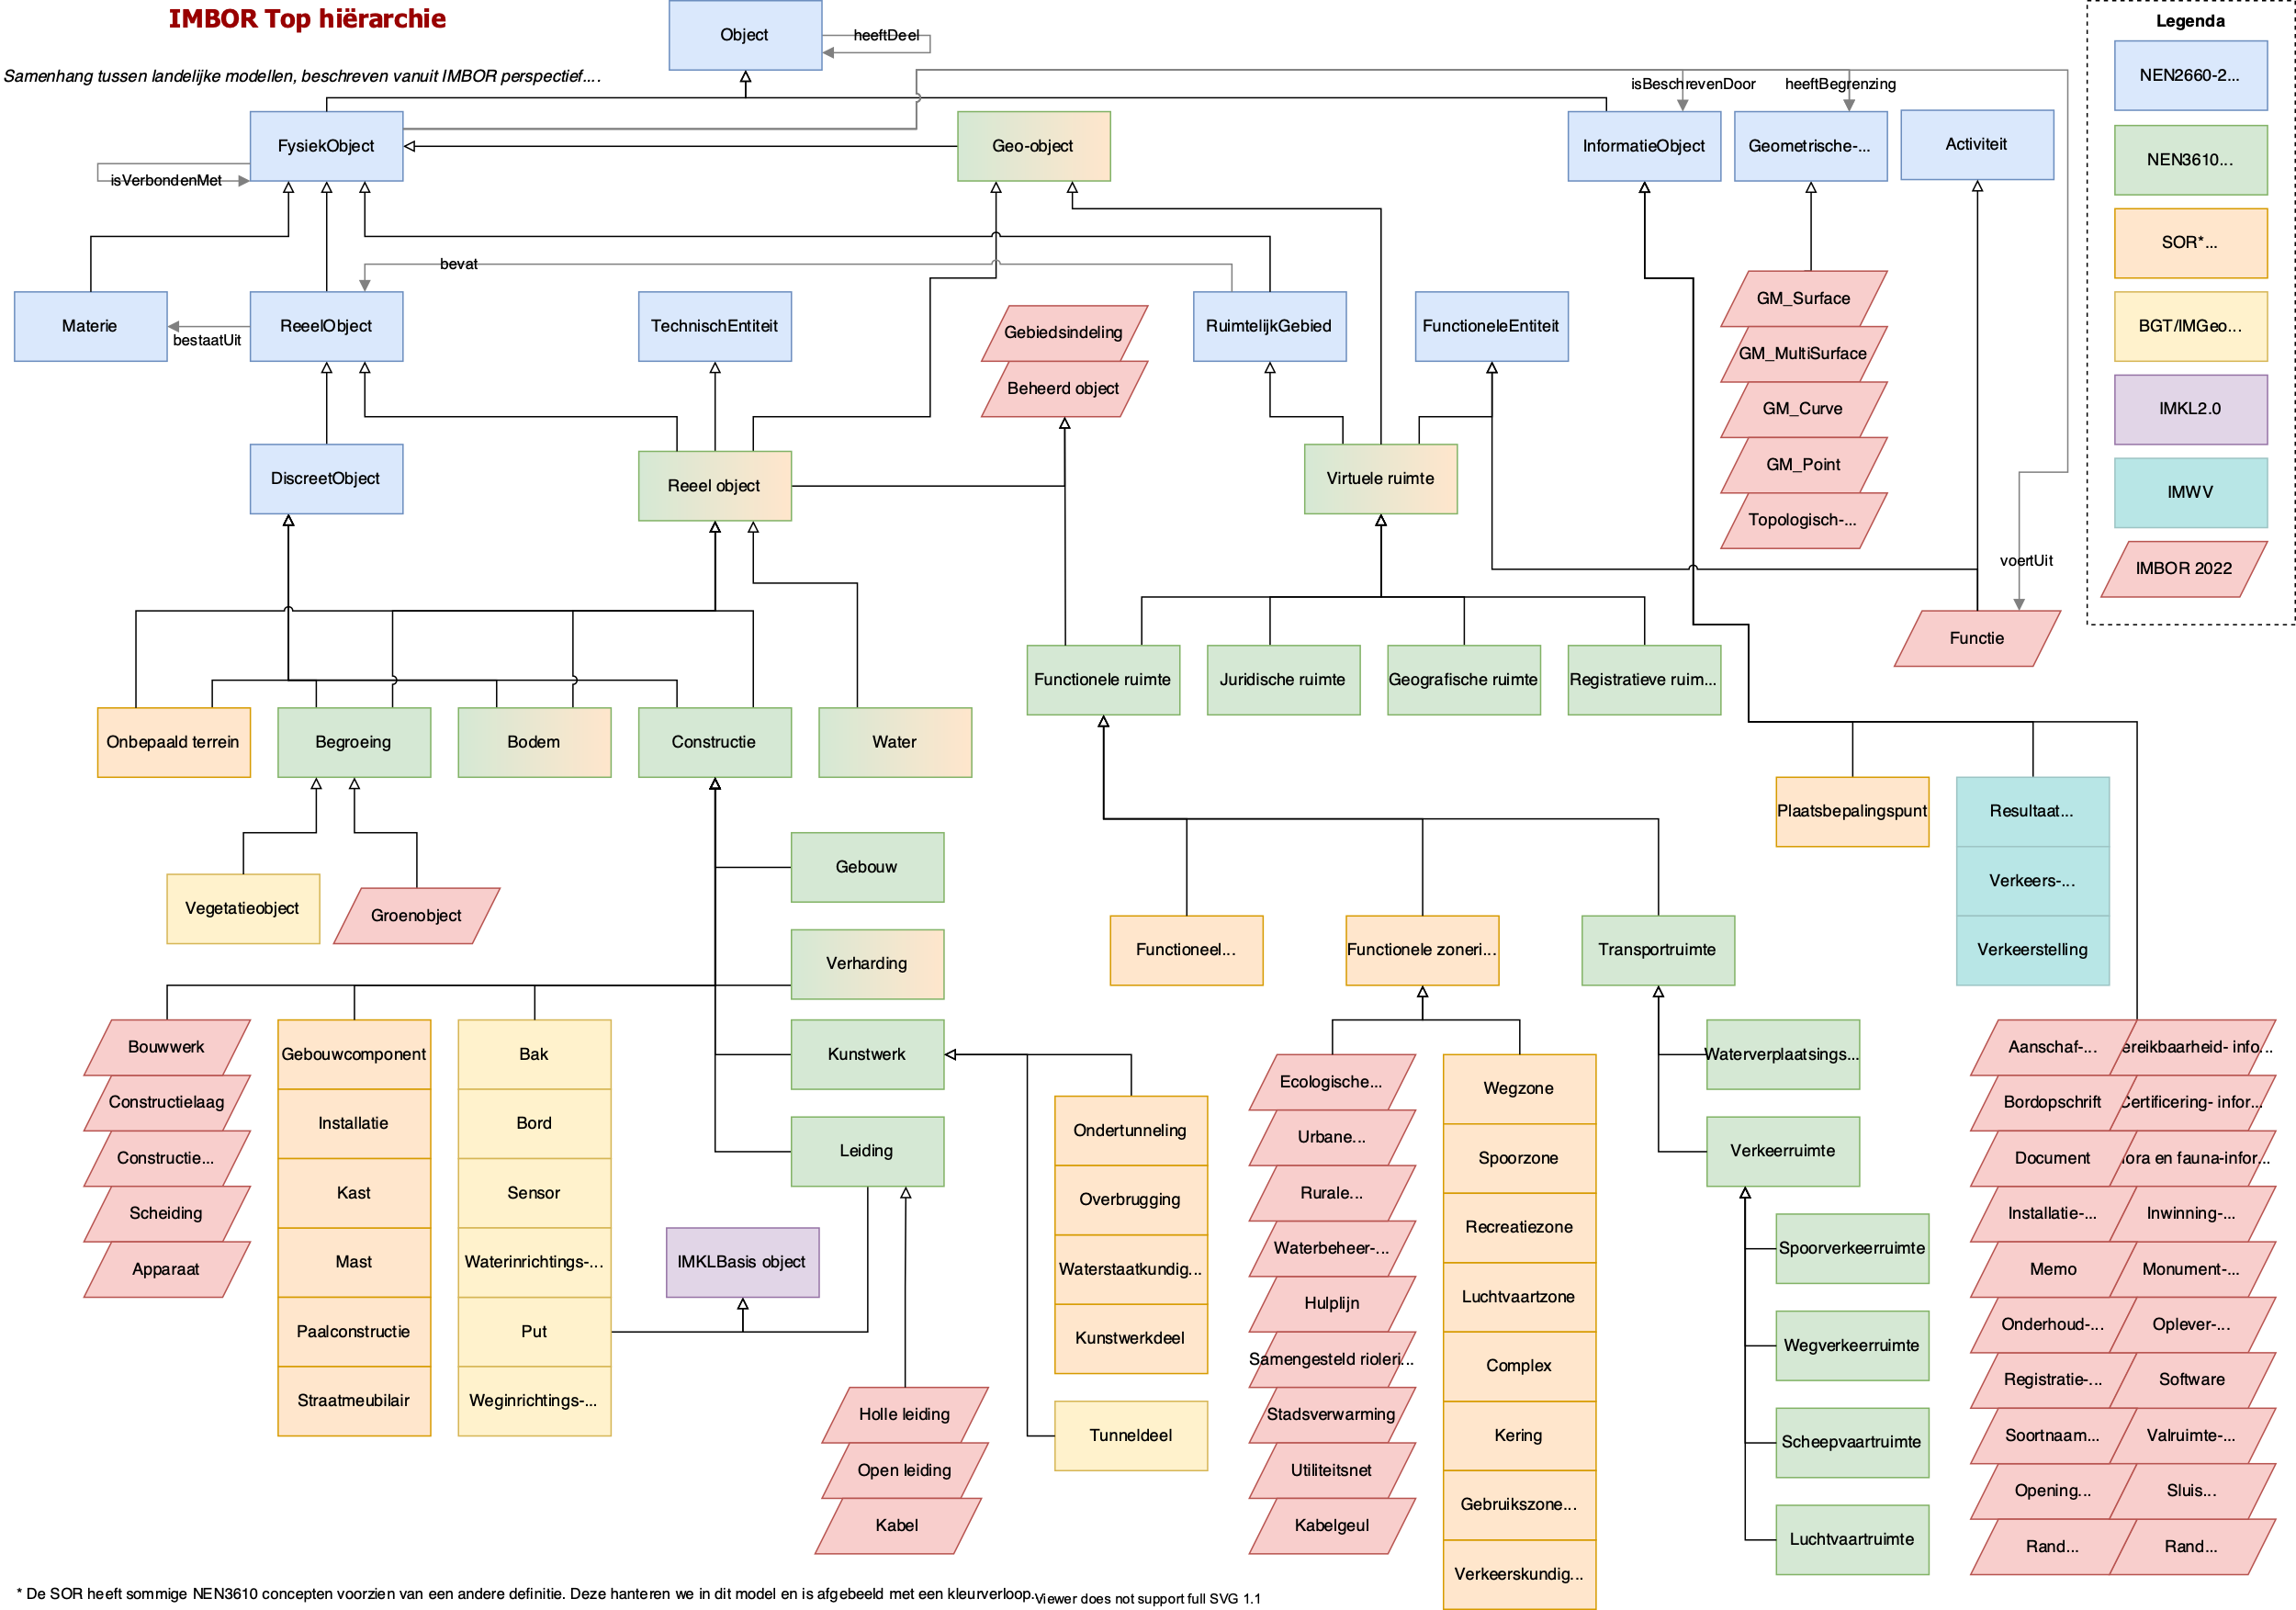 IMBOR Top hiërarchie
Samenhang tussen landelijke modellen, beschreven vanuit IMBOR perspectief....
Object
heeftDeel
isBeschrevenDoor
heeftBegrenzing
FysiekObject
Geo-object
InformatieObject
Geometrische-...
Activiteit
isVerbondenMet
bevat
Materie
bestaatUit
ReeelObject
TechnischEntiteit
Gebiedsindeling
Beheerd object
RuimtelijkGebied
FunctioneleEntiteit
GM_Surface
GM_MultiSurface
GM_Curve
GM_Point
Topologisch-...
DiscreetObject
Reeel object
Virtuele ruimte
voertUit
Functie
Functionele ruimte
Juridische ruimte
Geografische ruimte
Registratieve ruim...
Onbepaald terrein
Begroeing
Bodem
Constructie
Water
Plaatsbepalingspunt
Resultaat...
Verkeers-...
Verkeerstelling
Vegetatieobject
Groenobject
Gebouw
Verharding
Kunstwerk
Leiding
Functioneel...
Functionele zoneri...
Transportruimte
Bouwwerk
Constructielaag
Constructie...
Scheiding
Apparaat
Gebouwcomponent
Installatie
Kast
Mast
Paalconstructie
Straatmeubilair
Bak
Bord
Sensor
Waterinrichtings-...
Put
Weginrichtings-...
IMKLBasis object
Holle leiding
Open leiding
Kabel
Ondertunneling
Overbrugging
Waterstaatkundig...
Kunstwerkdeel
Tunneldeel
Ecologische...
Urbane...
Rurale...
Waterbeheer-...
Hulplijn
Samengesteld rioleri...
Stadsverwarming
Utiliteitsnet
Kabelgeul
Wegzone
Spoorzone
Recreatiezone
Luchtvaartzone
Complex
Kering
Gebruikszone...
Verkeerskundig...
Waterverplaatsings...
Verkeerruimte
Spoorverkeerruimte
Wegverkeerruimte
Scheepvaartruimte
Luchtvaartruimte
Aanschaf-...
ereikbaarheid- info...
Bordopschrift
Certificering- infor...
Document
lora en fauna-infor...
Installatie-...
Inwinning-...
Memo
Monument-...
Onderhoud-...
Oplever-...
Registratie-...
Software
Soortnaam...
Valruimte-...
Opening...
Sluis...
Rand...
Rand...
Legenda
NEN2660-2...
NEN3610...
SOR*...
BGT/IMGeo...
IMKL2.0
IMWV
IMBOR 2022
* De SOR heeft sommige NEN3610 concepten voorzien van een andere definitie. Deze hanteren we in dit model en is afgebeeld met een kleurverloop.
Viewer does not support full SVG 1.1